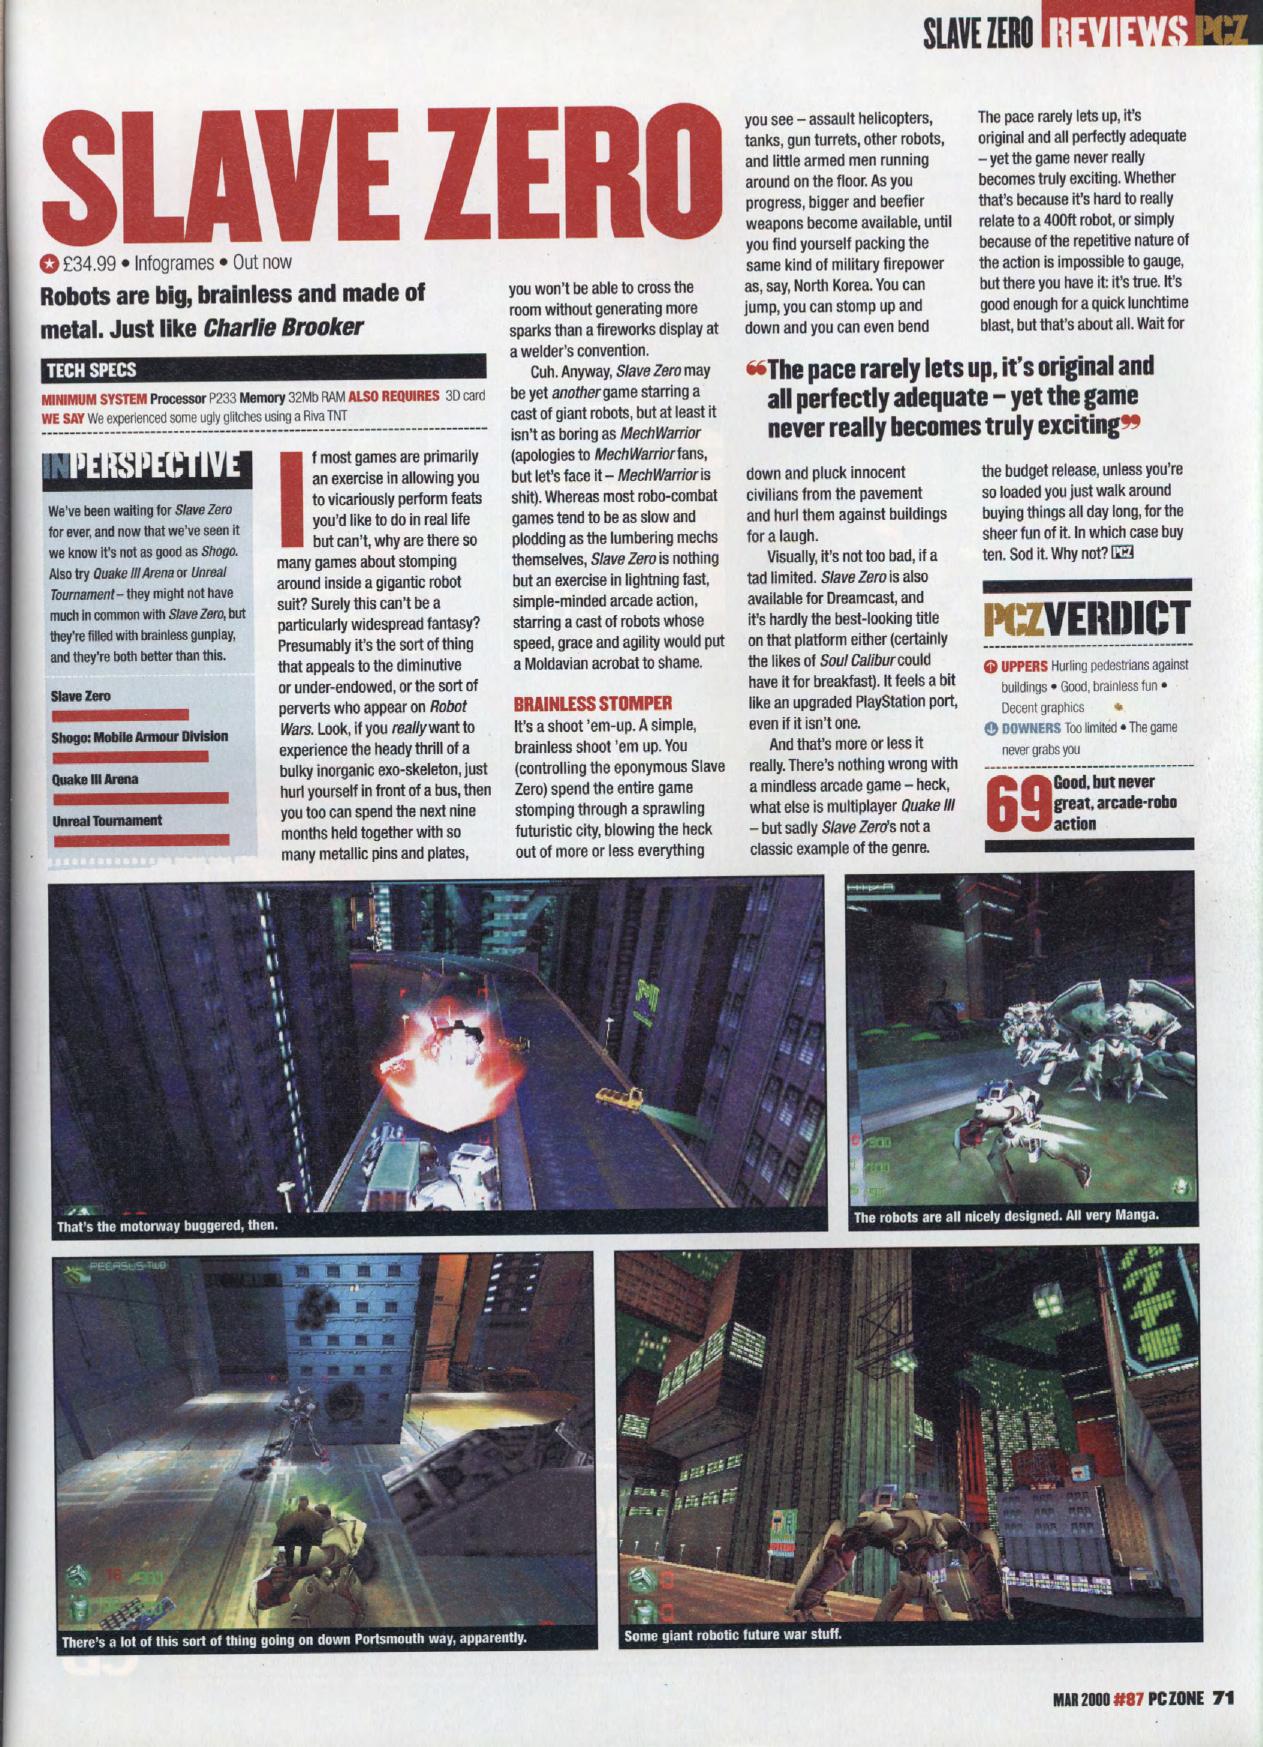 SLAVE ZERO REVIEWS PCZ
SLAVE ZERO
£34.99 • Infogrames • Out now
Robots are big, brainless and made of
metal. Just like Charlie Brooker
TECH SPECS
MINIMUM SYSTEM Processor P233 Memory 32Mb RAM ALSO REQUIRES 3D card
WE SAY We experienced some ugly glitches using a Riva TNT
INPERSPECTIVE
We've been waiting for Slave Zero
for ever, and now that we've seen it
we know it's not as good as Shogo.
Also try Quake III Arena or Unreal
Tournament – they might not have
much in common with Slave Zero, but
they're filled with brainless gunplay,
and they're both better than this.
Slave Zero
Shogo: Mobile Armour Division
Quake III Arena
Unreal Tournament
If most games are primarily
an exercise in allowing you
to vicariously perform feats
you'd like to do in real life
but can't, why are there so
many games about stomping
around inside a gigantic robot
suit? Surely this can't be a
particularly widespread fantasy?
Presumably it's the sort of thing
that appeals to the diminutive
or under-endowed, or the sort of
perverts who appear on Robot
Wars. Look, if you really want to
experience the heady thrill of a
bulky inorganic exo-skeleton, just
hurl yourself in front of a bus, then
you too can spend the next nine
months held together with so
many metallic pins and plates,
you won't be able to cross the
room without generating more
sparks than a fireworks display at
a welder's convention.
Cuh. Anyway, Slave Zero may
be yet another game starring a
cast of giant robots, but at least it
isn't as boring as MechWarrior
(apologies to MechWarrior fans,
but let's face it – MechWarrior is
shit). Whereas most robo-combat
games tend to be as slow and
plodding as the lumbering mechs
themselves, Slave Zero is nothing
but an exercise in lightning fast,
simple-minded arcade action,
starring a cast of robots whose
speed, grace and agility would put
a Moldavian acrobat to shame.
BRAINLESS STOMPER
It's a shoot 'em-up. A simple,
brainless shoot 'em up. You
(controlling the eponymous Slave
Zero) spend the entire game
stomping through a sprawling
futuristic city, blowing the heck
out of more or less everything
you see – assault helicopters,
tanks, gun turrets, other robots,
and little armed men running
around on the floor. As you
progress, bigger and beefier
weapons become available, until
you find yourself packing the
same kind of military firepower
as, say, North Korea. You can
jump, you can stomp up and
down and you can even bend
down and pluck innocent
civilians from the pavement
and hurl them against buildings
for a laugh.
Visually, it's not too bad, if a
tad limited. Slave Zero is also
available for Dreamcast, and
it's hardly the best-looking title
on that platform either (certainly
the likes of Soul Calibur could
have it for breakfast). It feels a bit
like an upgraded PlayStation port,
even if it isn't one.
And that's more or less it
really. There's nothing wrong with
a mindless arcade game – heck,
what else is multiplayer Quake III
– but sadly Slave Zero's not a
classic example of the genre.
The pace rarely lets up, it's
original and all perfectly adequate
– yet the game never really
becomes truly exciting. Whether
that's because it's hard to really
relate to a 400ft robot, or simply
because of the repetitive nature of
the action is impossible to gauge,
but there you have it: it's true. It's
good enough for a quick lunchtime
blast, but that's about all. Wait for
the budget release, unless you're
so loaded you just walk around
buying things all day long, for the
sheer fun of it. In which case buy
ten. Sod it. Why not? PCZ
“The pace rarely lets up, it's original and
all perfectly adequate – yet the game
never really becomes truly exciting”
PCZVERDICT
UPPERS Hurling pedestrians against
buildings • Good, brainless fun •
Decent graphics
DOWNERS Too limited • The game
never grabs you
69
Good, but never
great, arcade-robo
action
That's the motorway buggered, then.
The robots are all nicely designed. All very Manga.
PEGASUS TWO
There's a lot of this sort of thing going on down Portsmouth way, apparently.
Some giant robotic future war stuff.
MAR 2000 #87 PC ZONE 71